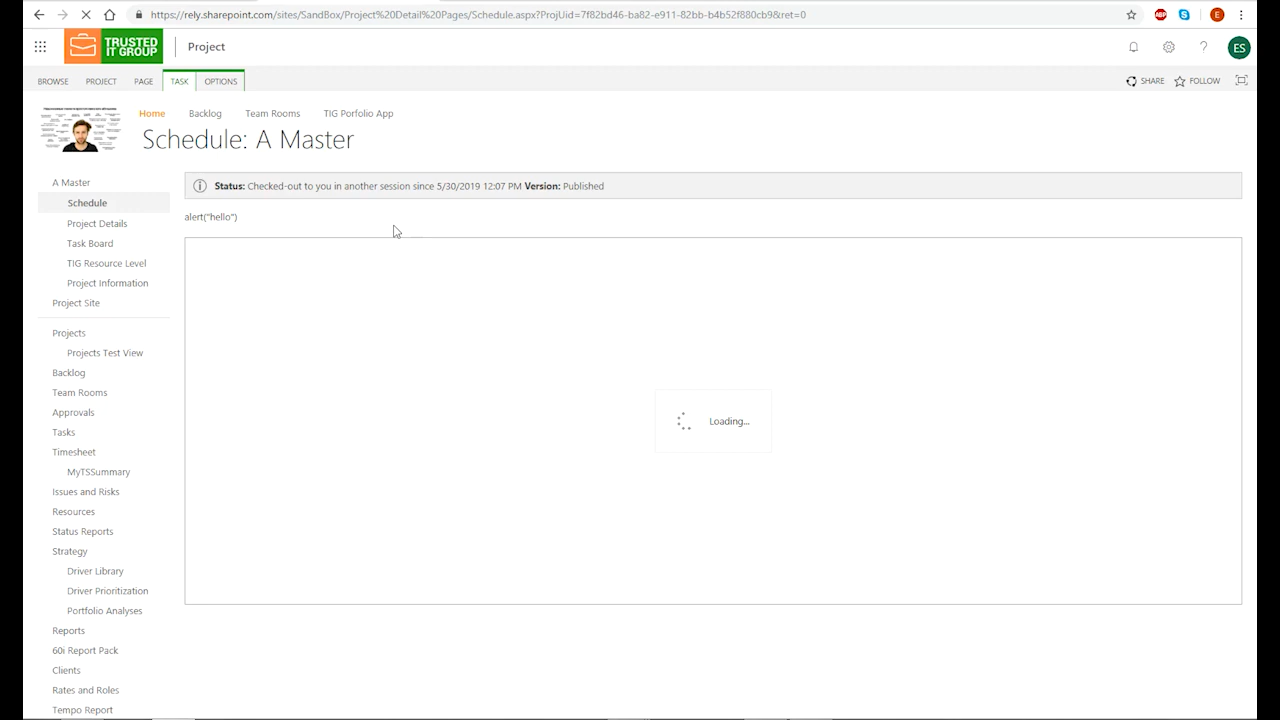 https://rely.sharepoint.com/sites/SandBox/Project%20Detail%20Pages/Schedule.aspx?ProjUid=7f82bd46-ba82-e911-82bb-b4b52f880cb9&ret=0
ABP
E
TRUSTED
IT GROUP
Project
?
ES
BROWSE PROJECT PAGE TASK OPTIONS
SHARE FOLLOW
Home Backlog Team Rooms TIG Portfolio App
Schedule: A Master
A Master
Status: Checked-out to you in another session since 5/30/2019 12:07 PM Version: Published
Schedule
alert("hello")
Project Details
Task Board
TIG Resource Level
Project Information
Project Site
Projects
Projects Test View
Backlog
Team Rooms
Approvals
Loading...
Tasks
Timesheet
MyTSSummary
Issues and Risks
Resources
Status Reports
Strategy
Driver Library
Driver Prioritization
Portfolio Analyses
Reports
60i Report Pack
Clients
Rates and Roles
Tempo Report